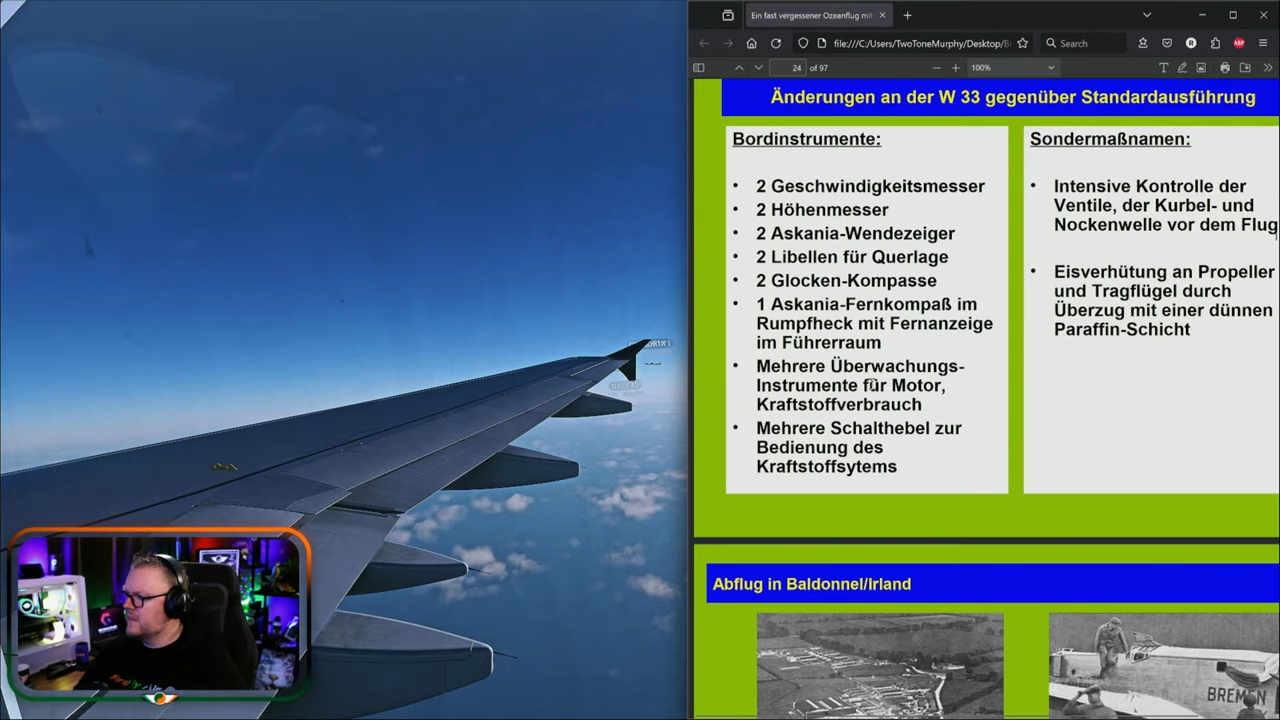 Ein fast vergessener Ozeanflug mit
file:///C:/Users/TwoToneMurphy/Desktop/B
Search
24 of 97
100%
Änderungen an der W 33 gegenüber Standardausführung
Bordinstrumente:
• 2 Geschwindigkeitsmesser
• 2 Höhenmesser
• 2 Askania-Wendezeiger
• 2 Libellen für Querlage
• 2 Glocken-Kompasse
• 1 Askania-Fernkompaß im
Rumpfheck mit Fernanzeige
im Führerraum
• Mehrere Überwachungs-
Instrumente für Motor,
Kraftstoffverbrauch
• Mehrere Schalthebel zur
Bedienung des
Kraftstoffsytems
Sondermaßnamen:
• Intensive Kontrolle der
Ventile, der Kurbel- und
Nockenwelle vor dem Flug
• Eisverhütung an Propeller
und Tragflügel durch
Überzug mit einer dünnen
Paraffin-Schicht
Abflug in Baldonnel/Irland
BREMEN